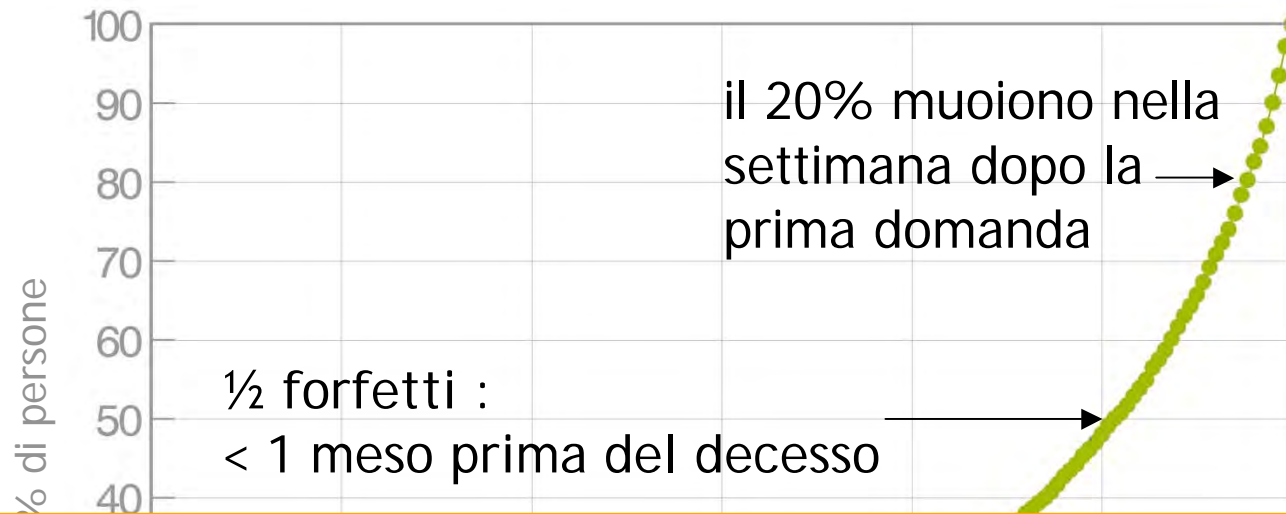 100
90
80
70
60
50
40
% di persone
il 20% muoiono nella
settimana dopo la
prima domanda
½ forfetti :
< 1 meso prima del decesso